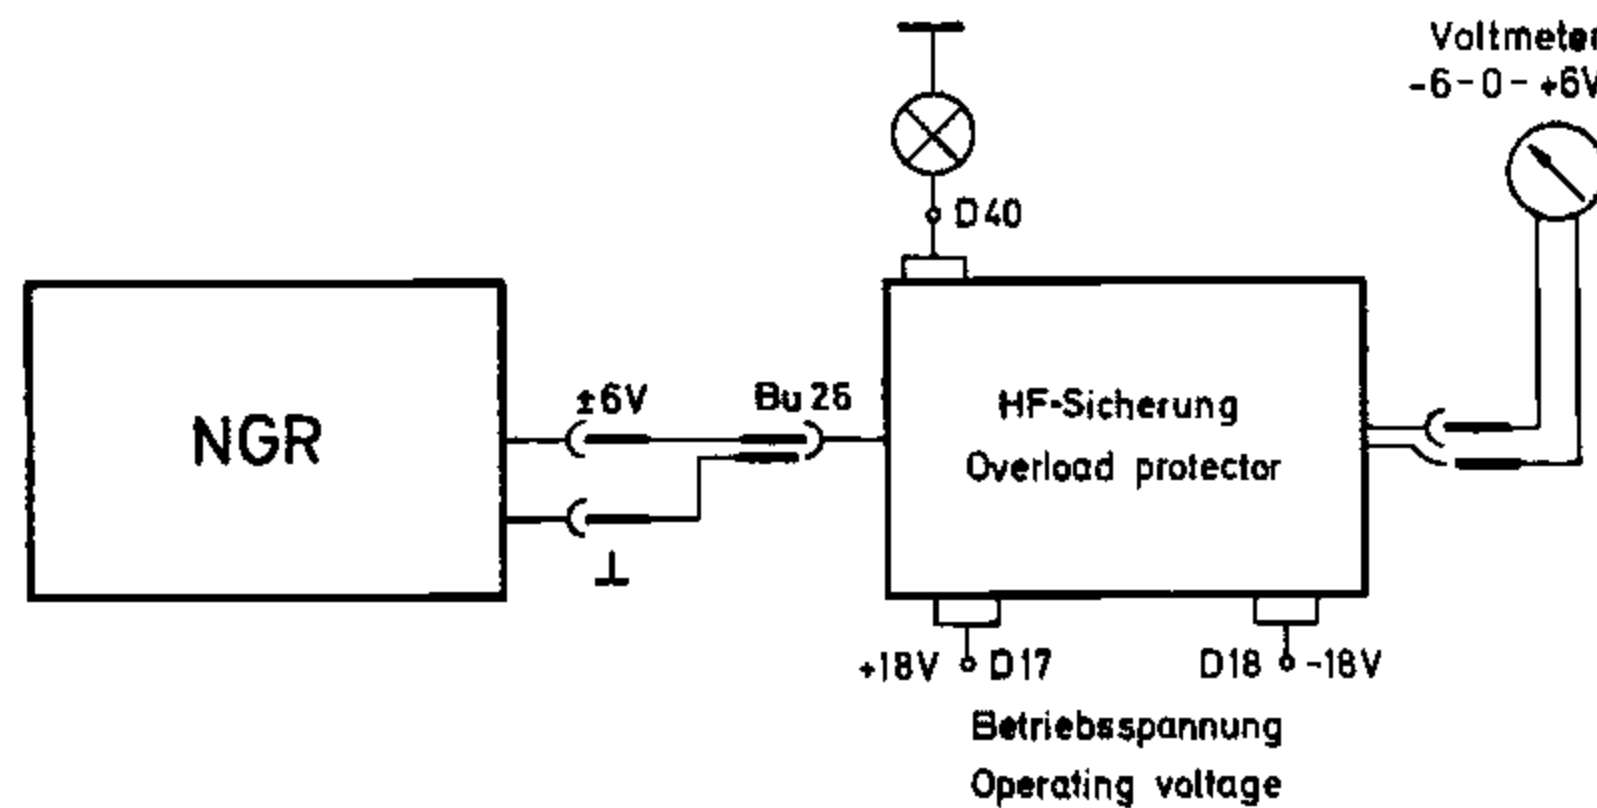 Voltmeter
-6-0-+6V
D40
NGR
±6V
Bu 26
HF-Sicherung
Overload protector
+18V D17
D18 -18V
Betriebsspannung
Operating voltage